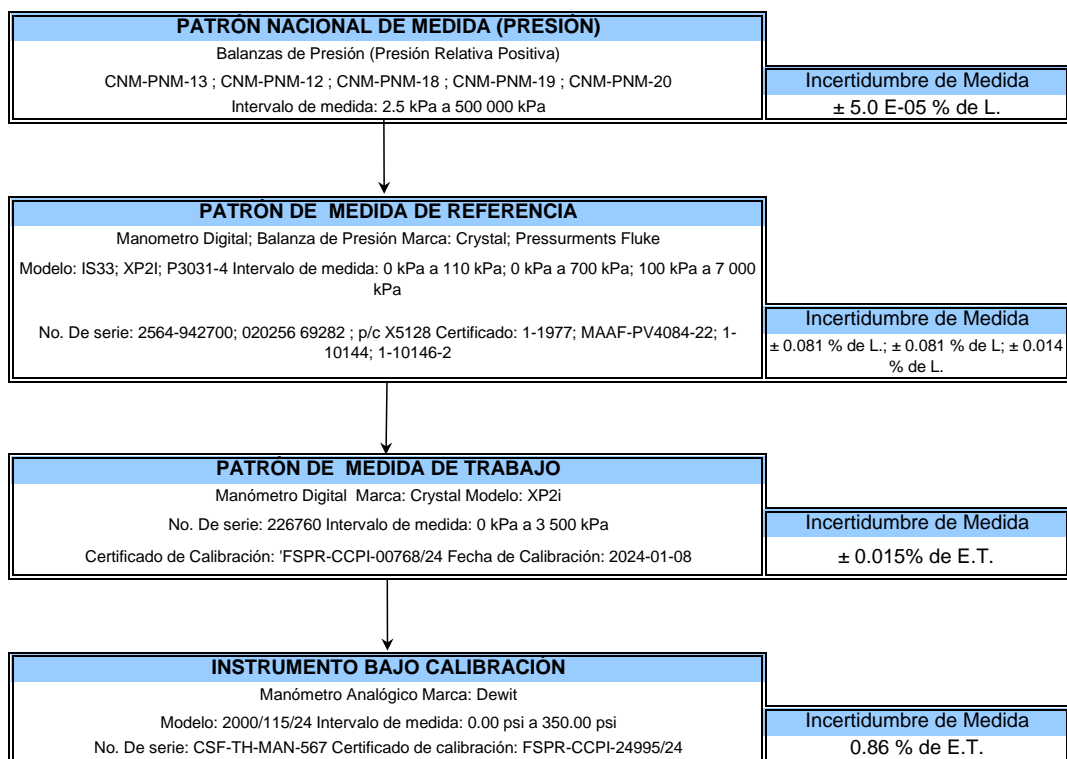 PATRÓN NACIONAL DE MEDIDA (PRESIÓN)
Balanzas de Presión (Presión Relativa Positiva)
CNM-PNM-13 ; CNM-PNM-12 ; CNM-PNM-18 ; CNM-PNM-19 ; CNM-PNM-20
Intervalo de medida: 2.5 kPa a 500 000 kPa
Incertidumbre de Medida
± 5.0 E-05 % de L.
PATRÓN DE MEDIDA DE REFERENCIA
Manometro Digital; Balanza de Presión Marca: Crystal; Pressurments Fluke
Modelo: IS33; XP2I; P3031-4 Intervalo de medida: 0 kPa a 110 kPa; 0 kPa a 700 kPa; 100 kPa a 7 000
kPa
No. De serie: 2564-942700; 020256 69282 ; p/c X5128 Certificado: 1-1977; MAAF-PV4084-22; 1-
10144; 1-10146-2
Incertidumbre de Medida
± 0.081 % de L.; ± 0.081 % de L; ± 0.014
% de L.
PATRÓN DE MEDIDA DE TRABAJO
Manómetro Digital Marca: Crystal Modelo: XP2i
No. De serie: 226760 Intervalo de medida: 0 kPa a 3 500 kPa
Certificado de Calibración: 'FSPR-CCPI-00768/24 Fecha de Calibración: 2024-01-08
Incertidumbre de Medida
± 0.015% de E.T.
INSTRUMENTO BAJO CALIBRACIÓN
Manómetro Analógico Marca: Dewit
Modelo: 2000/115/24 Intervalo de medida: 0.00 psi a 350.00 psi
No. De serie: CSF-TH-MAN-567 Certificado de calibración: FSPR-CCPI-24995/24
Incertidumbre de Medida
0.86 % de E.T.